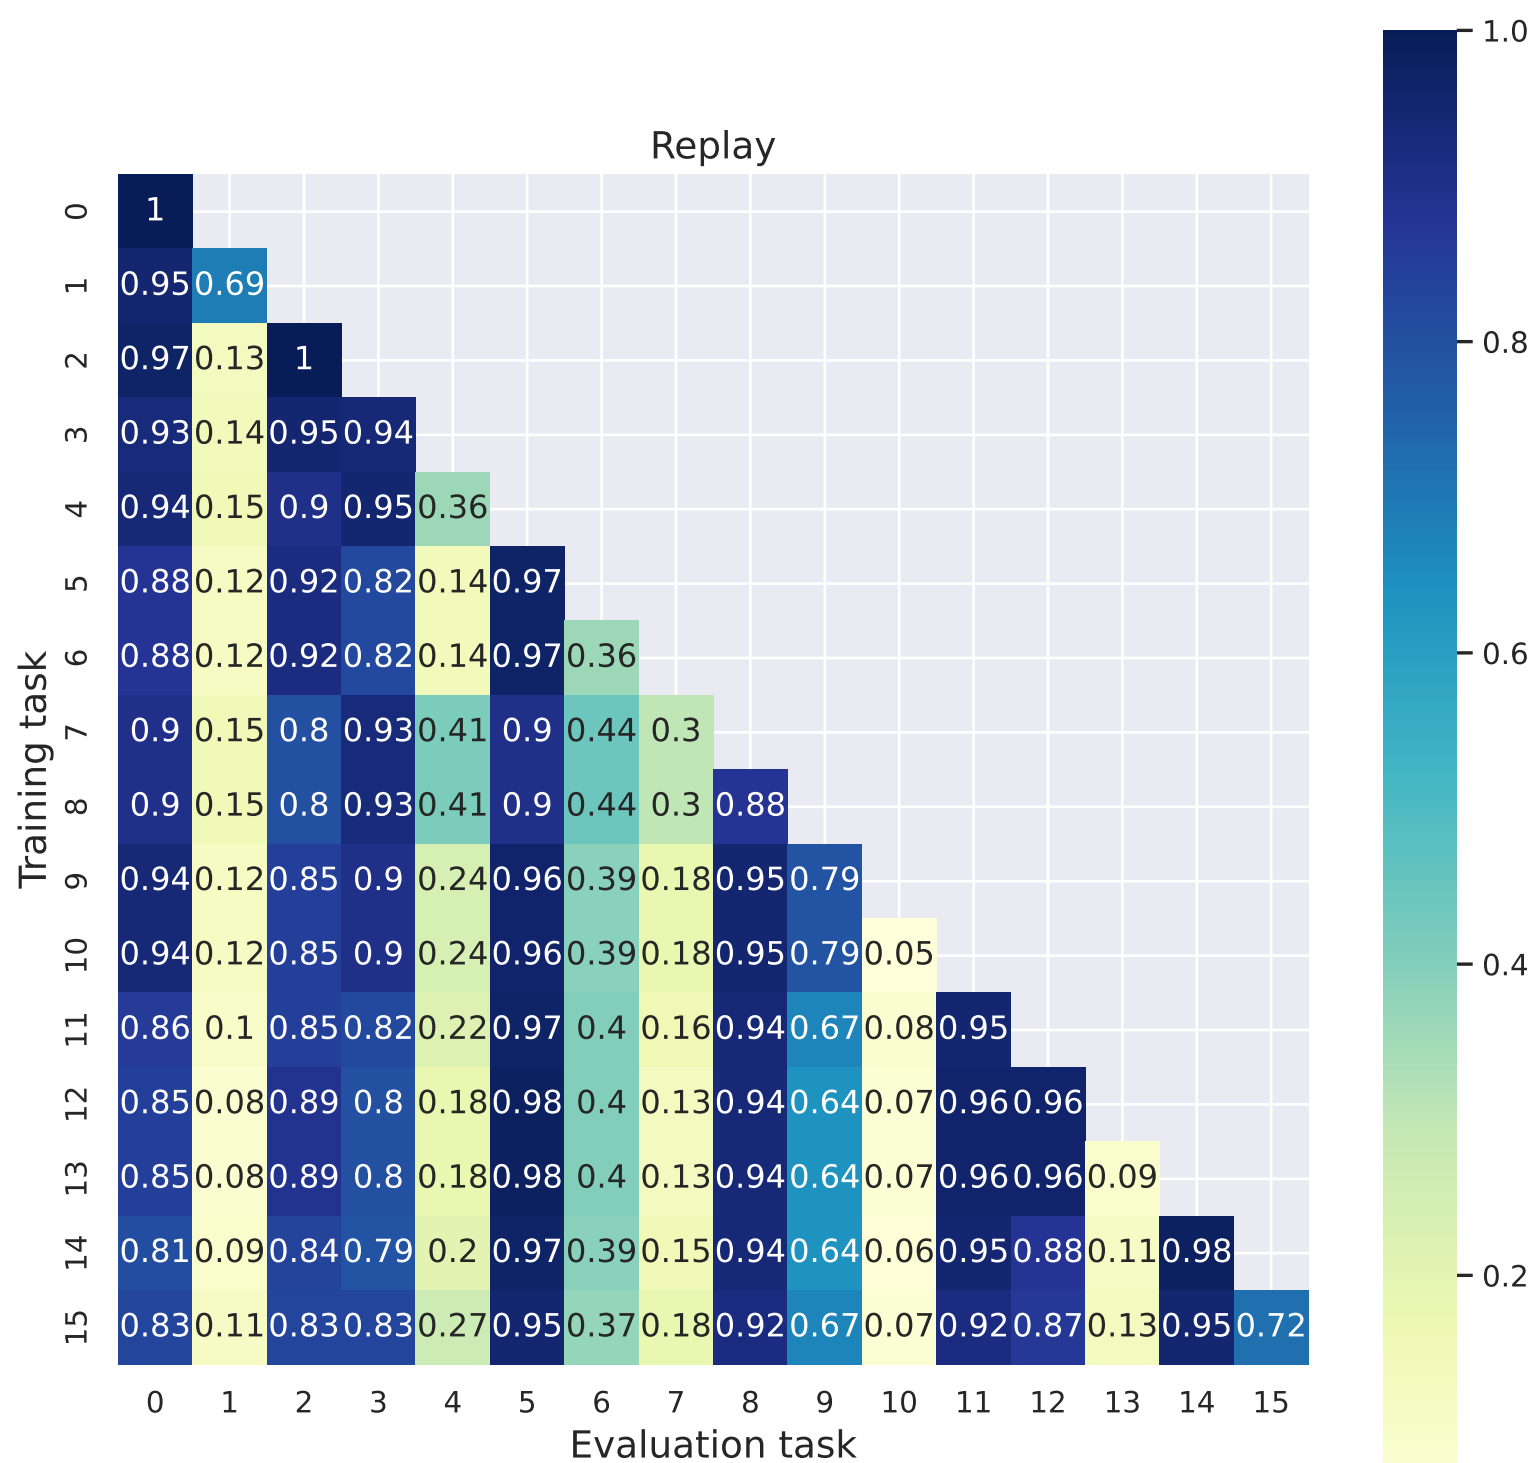 Replay
0 1
1 0.95 0.69
2 0.97 0.13 1
3 0.93 0.14 0.95 0.94
4 0.94 0.15 0.9 0.95 0.36
5 0.88 0.12 0.92 0.82 0.14 0.97
6 0.88 0.12 0.92 0.82 0.14 0.97 0.36
7 0.9 0.15 0.8 0.93 0.41 0.9 0.44 0.3
8 0.9 0.15 0.8 0.93 0.41 0.9 0.44 0.3 0.88
9 0.94 0.12 0.85 0.9 0.24 0.96 0.39 0.18 0.95 0.79
10 0.94 0.12 0.85 0.9 0.24 0.96 0.39 0.18 0.95 0.79 0.05
11 0.86 0.1 0.85 0.82 0.22 0.97 0.4 0.16 0.94 0.67 0.08 0.95
12 0.85 0.08 0.89 0.8 0.18 0.98 0.4 0.13 0.94 0.64 0.07 0.96 0.96
13 0.85 0.08 0.89 0.8 0.18 0.98 0.4 0.13 0.94 0.64 0.07 0.96 0.96 0.09
14 0.81 0.09 0.84 0.79 0.2 0.97 0.39 0.15 0.94 0.64 0.06 0.95 0.88 0.11 0.98
15 0.83 0.11 0.83 0.83 0.27 0.95 0.37 0.18 0.92 0.67 0.07 0.92 0.87 0.13 0.95 0.72
0 1 2 3 4 5 6 7 8 9 10 11 12 13 14 15
Evaluation task
Training task
1.0
0.8
0.6
0.4
0.2